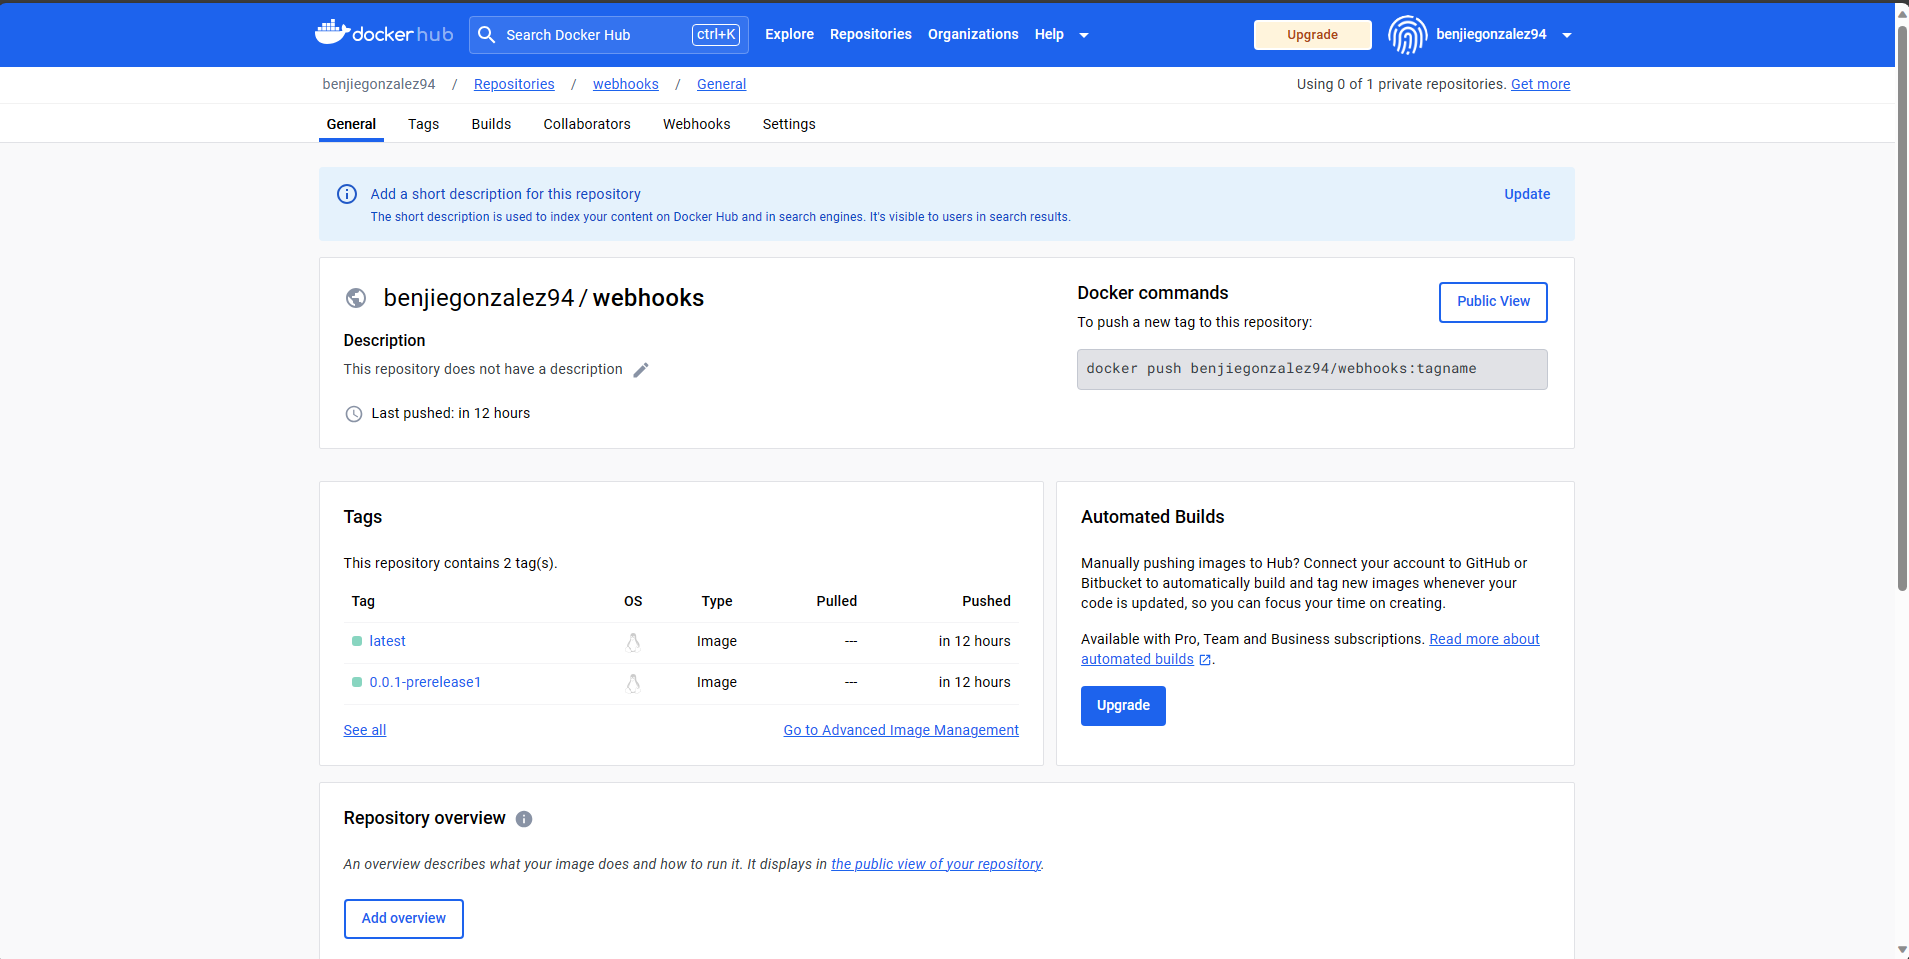 docker hub
Search Docker Hub
ctrl+K
Explore
Repositories
Organizations
Help
Upgrade
benjiegonzalez94
benjiegonzalez94 / Repositories / webhooks / General
Using 0 of 1 private repositories. Get more
General
Tags
Builds
Collaborators
Webhooks
Settings
Add a short description for this repository
The short description is used to index your content on Docker Hub and in search engines. It's visible to users in search results.
Update
benjiegonzalez94 / webhooks
Description
This repository does not have a description
Last pushed: in 12 hours
Docker commands
To push a new tag to this repository:
Public View
docker push benjiegonzalez94/webhooks:tagname
Tags
This repository contains 2 tag(s).
Tag OS Type Pulled Pushed
latest Image --- in 12 hours
0.0.1-prerelease1 Image --- in 12 hours
See all
Go to Advanced Image Management
Automated Builds
Manually pushing images to Hub? Connect your account to GitHub or
Bitbucket to automatically build and tag new images whenever your
code is updated, so you can focus your time on creating.
Available with Pro, Team and Business subscriptions. Read more about
automated builds .
Upgrade
Repository overview
An overview describes what your image does and how to run it. It displays in the public view of your repository.
Add overview